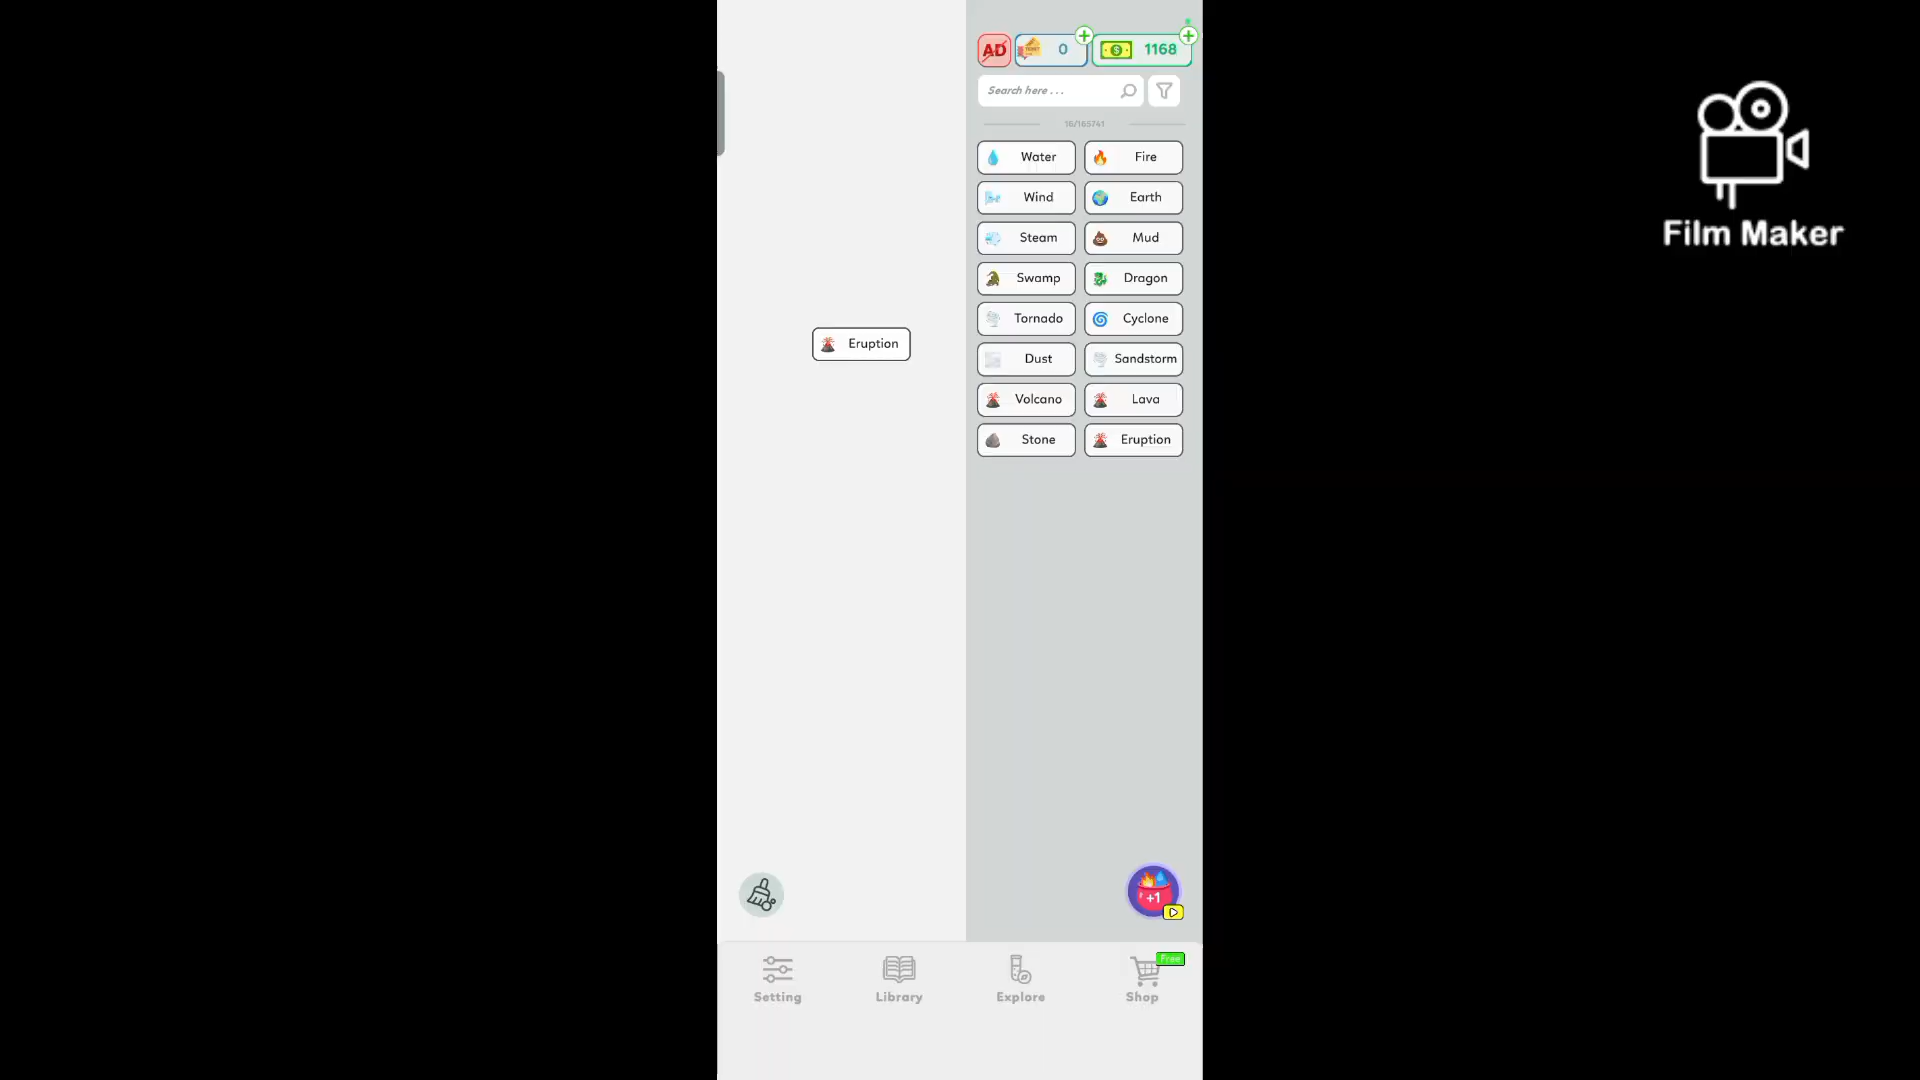 AD 0 1168
Search here . . .
16/165741
Water Fire
Wind Earth
Steam Mud
Swamp Dragon
Tornado Cyclone
Eruption
Dust Sandstorm
Volcano Lava
Stone Eruption
+1
Free
Setting Library Explore Shop
Film Maker